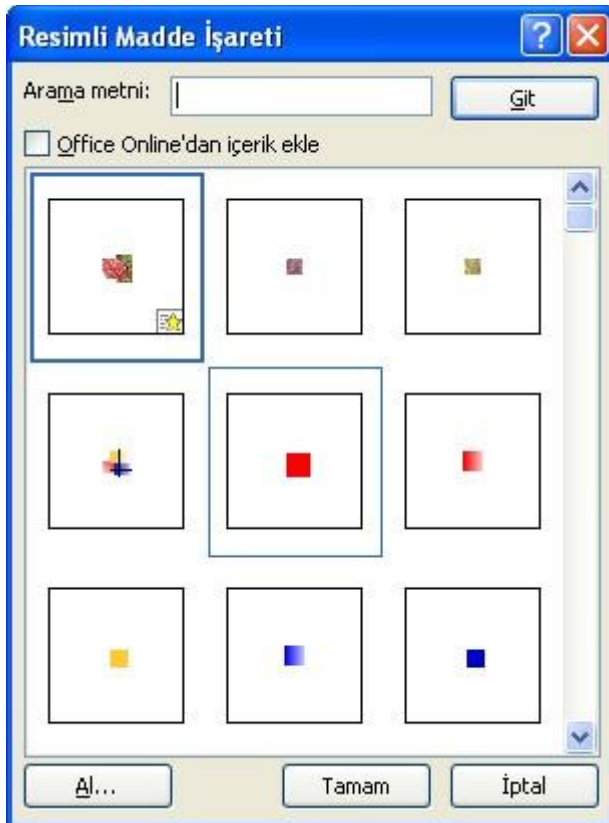 Resimli Madde İşareti
Arama metni:
Git
Office Online'dan içerik ekle
Al...
Tamam
İptal